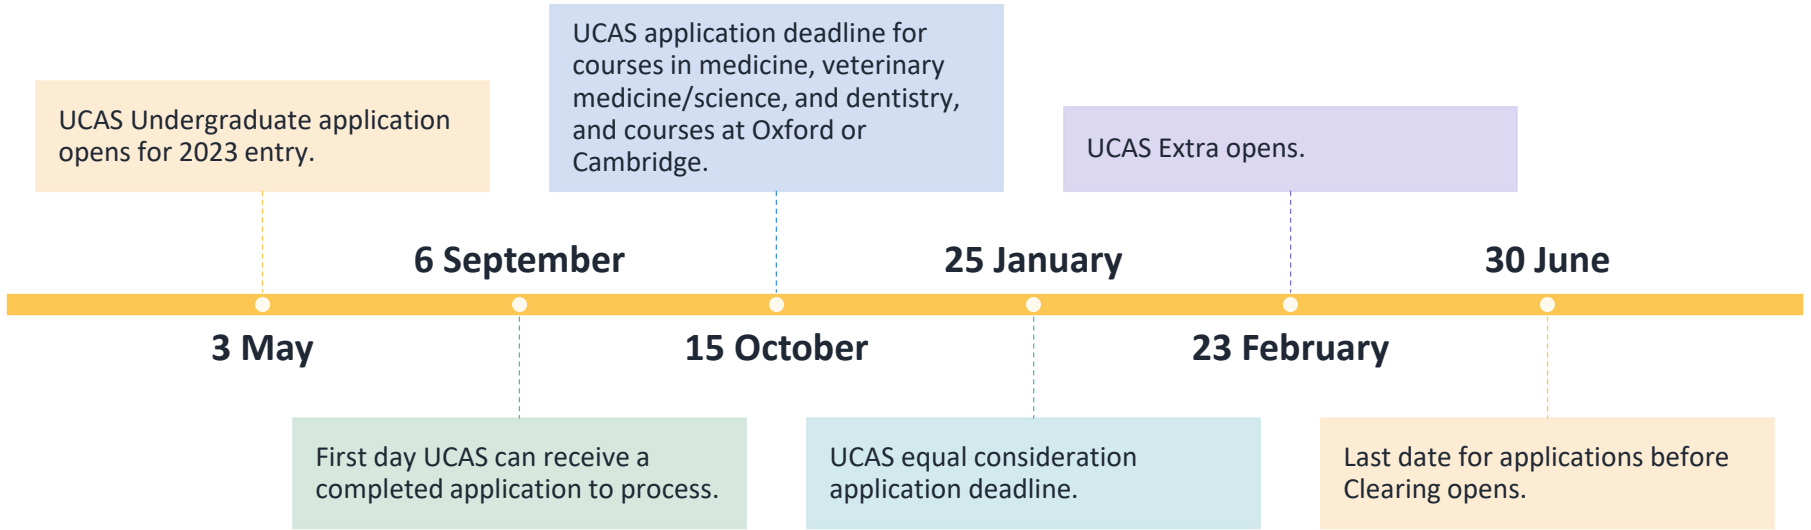 UCAS Undergraduate application
opens for 2023 entry.
UCAS application deadline for
courses in medicine, veterinary
medicine/science, and dentistry,
and courses at Oxford or
Cambridge.
UCAS Extra opens.
6 September
25 January
30 June
3 May
15 October
23 February
First day UCAS can receive a
completed application to process.
UCAS equal consideration
application deadline.
Last date for applications before
Clearing opens.